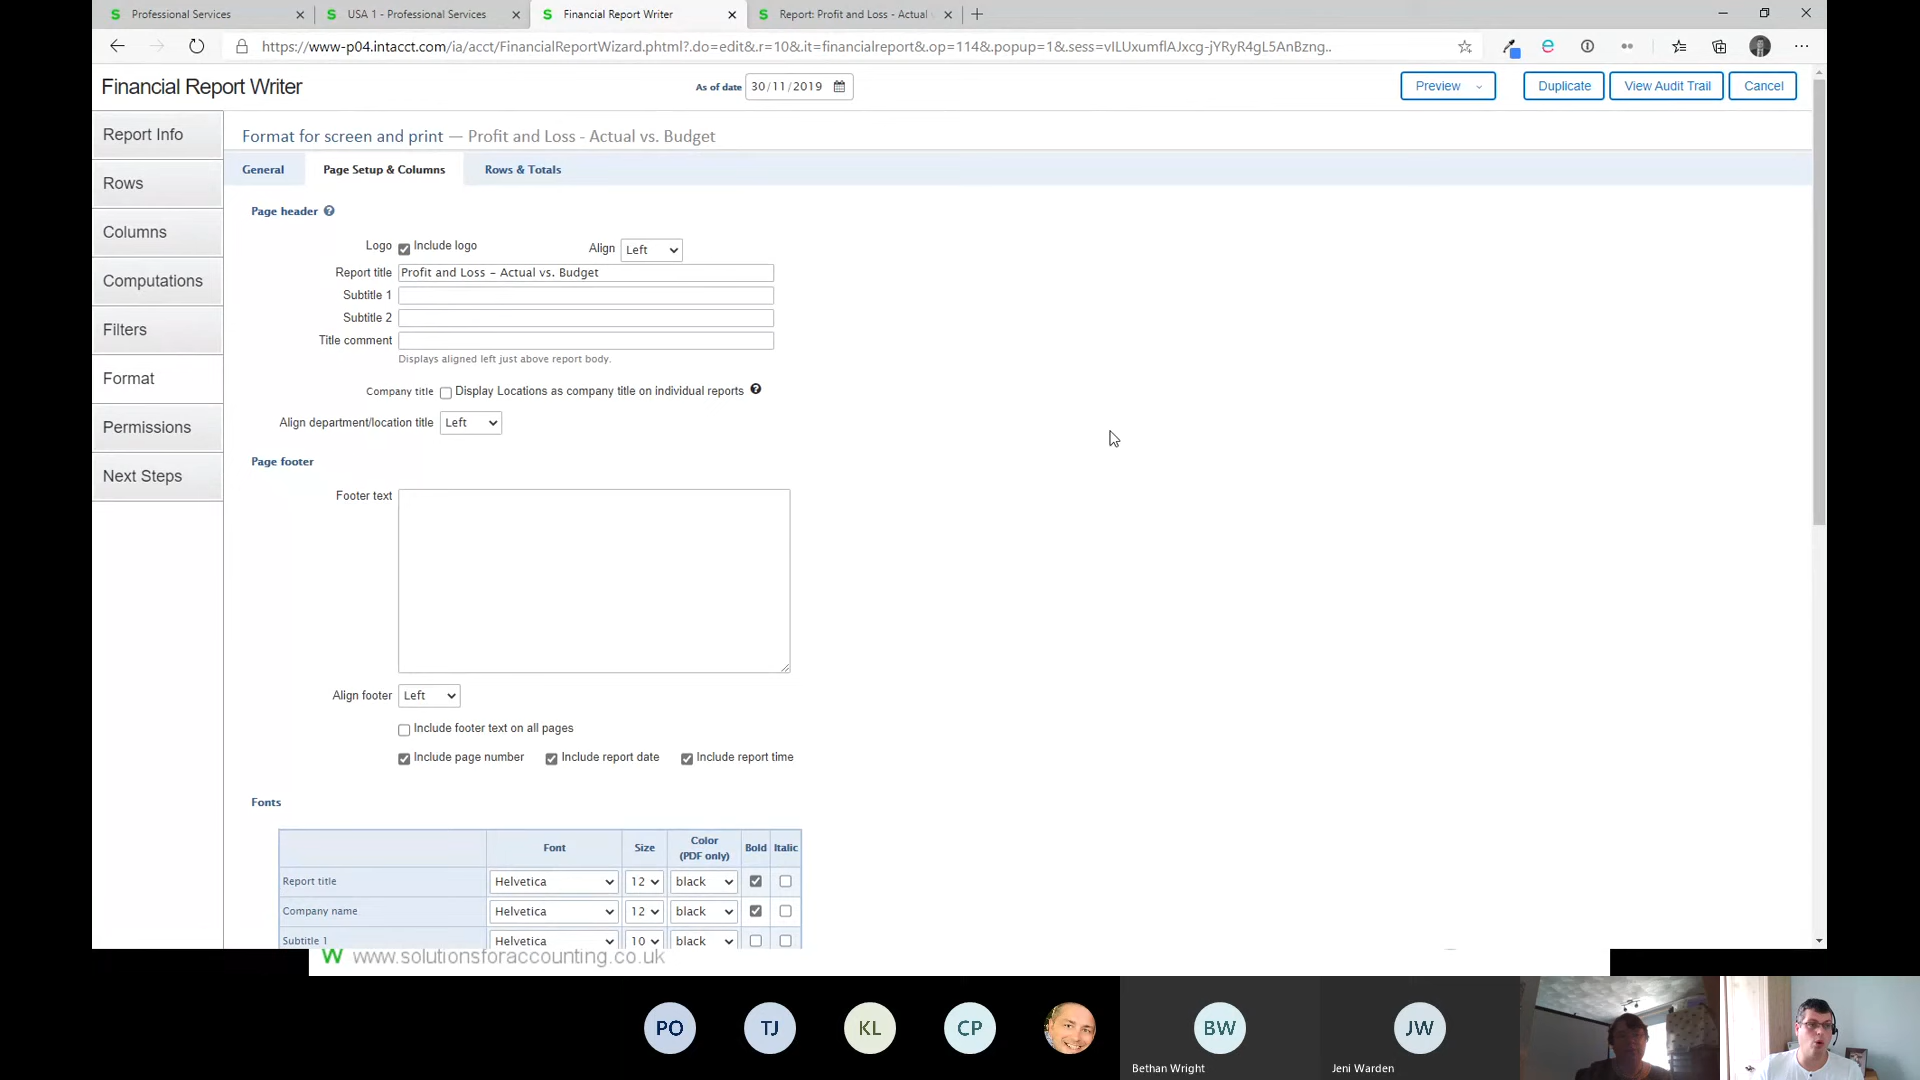 Professional Services
USA 1 - Professional Services
Financial Report Writer
Report: Profit and Loss - Actual
https://www-p04.intacct.com/ia/acct/FinancialReportWizard.phtml?.do=edit&.r=10&.it=financialreport&.op=114&.popup=1&.sess=vILUxumflAJxcg-jYRyR4gL5AnBzng..
Financial Report Writer
As of date 30/11/2019
Preview
Duplicate
View Audit Trail
Cancel
Report Info
Rows
Columns
Computations
Filters
Format
Permissions
Next Steps
Format for screen and print — Profit and Loss - Actual vs. Budget
General
Page Setup & Columns
Rows & Totals
Page header
Logo Include logo Align Left
Report title Profit and Loss - Actual vs. Budget
Subtitle 1
Subtitle 2
Title comment
Displays aligned left just above report body.
Company title Display Locations as company title on individual reports
Align department/location title Left
Page footer
Footer text
Align footer Left
Include footer text on all pages
Include page number Include report date Include report time
Fonts
Font Size Color (PDF only) Bold Italic
Report title Helvetica 12 black
Company name Helvetica 12 black
Subtitle 1 Helvetica 10 black
W www.solutionsforaccounting.co.uk
PO
TJ
KL
CP
BW
Bethan Wright
JW
Jeni Warden